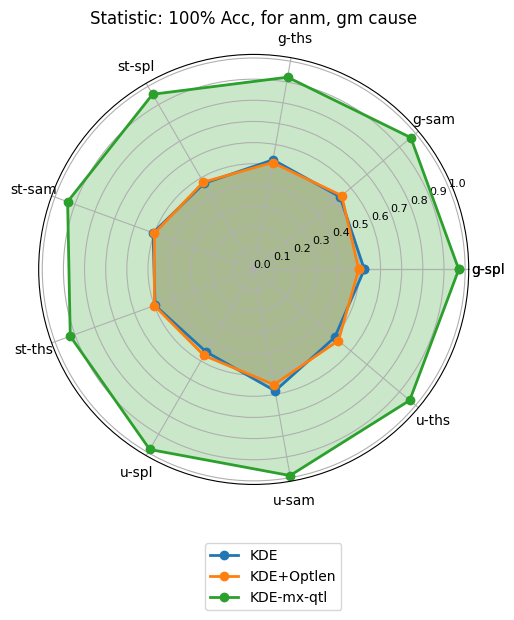 Statistic: 100% Acc, for anm, gm cause
g-ths
st-spl
g-sam
st-sam
1.0
0.9
0.8
0.7
0.6
0.5
0.4
0.3
0.2
0.1
0.0
g-spl
st-ths
u-ths
u-spl
u-sam
KDE
KDE+Optlen
KDE-mx-qtl